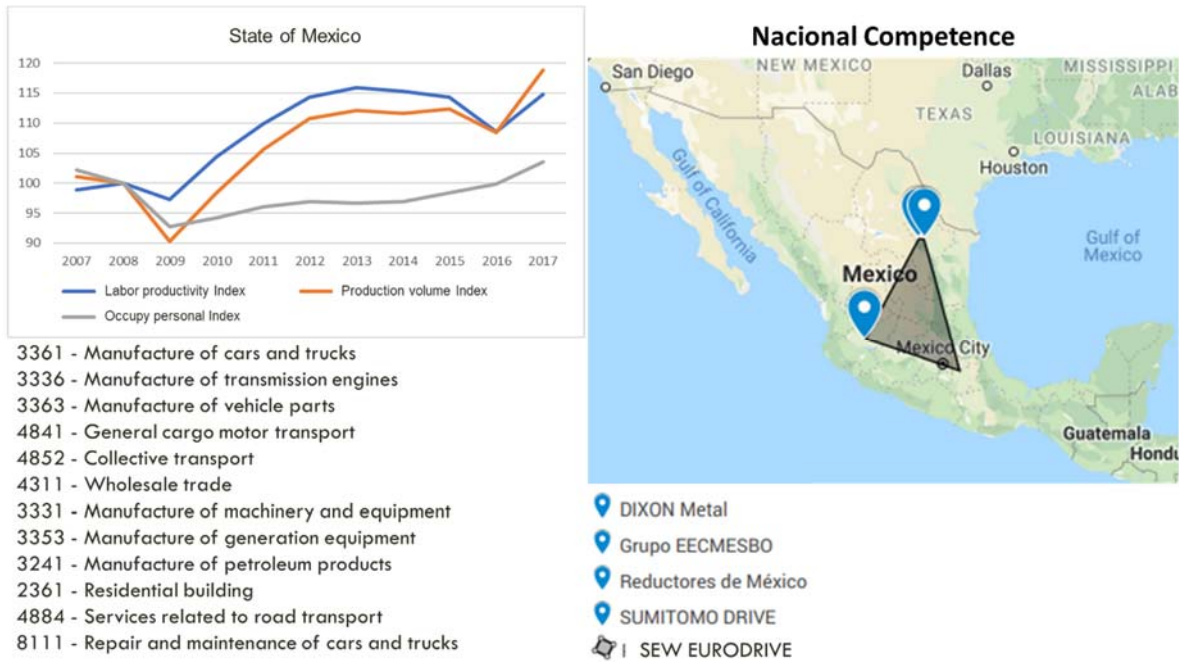 State of Mexico
120
115
110
105
100
95
90
2007 2008 2009 2010 2011 2012 2013 2014 2015 2016 2017
Labor productivity Index
Production volume Index
Occupy personal Index
3361 - Manufacture of cars and trucks
3336 - Manufacture of transmission engines
3363 - Manufacture of vehicle parts
4841 - General cargo motor transport
4852 - Collective transport
4311 - Wholesale trade
3331 - Manufacture of machinery and equipment
3353 - Manufacture of generation equipment
3241 - Manufacture of petroleum products
2361 - Residential building
4884 - Services related to road transport
8111 - Repair and maintenance of cars and trucks
Nacional Competence
San Diego
NEW MEXICO
Dallas
MISSISSIPPI
ALAB
TEXAS
LOUISIANA
Houston
Gulf of California
Gulf of
Mexico
Mexico
Mexico City
Guatemala
Hondu
DIXON Metal
Grupo EECMESBO
Reductores de México
SUMITOMO DRIVE
SEW EURODRIVE